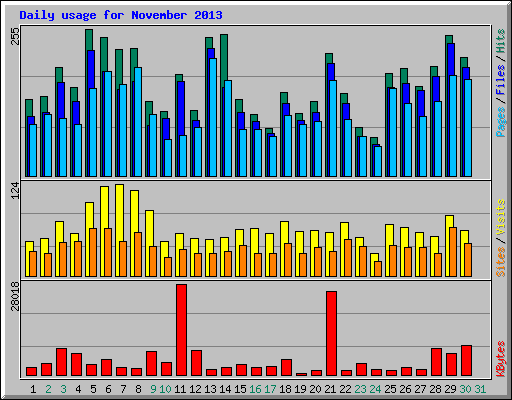 Daily usage for November 2013
255
Pages / Files / Hits
124
Sites / Visits
28018
KBytes
1 2 3 4 5 6 7 8 9 10 11 12 13 14 15 16 17 18 19 20 21 22 23 24 25 26 27 28 29 30 31